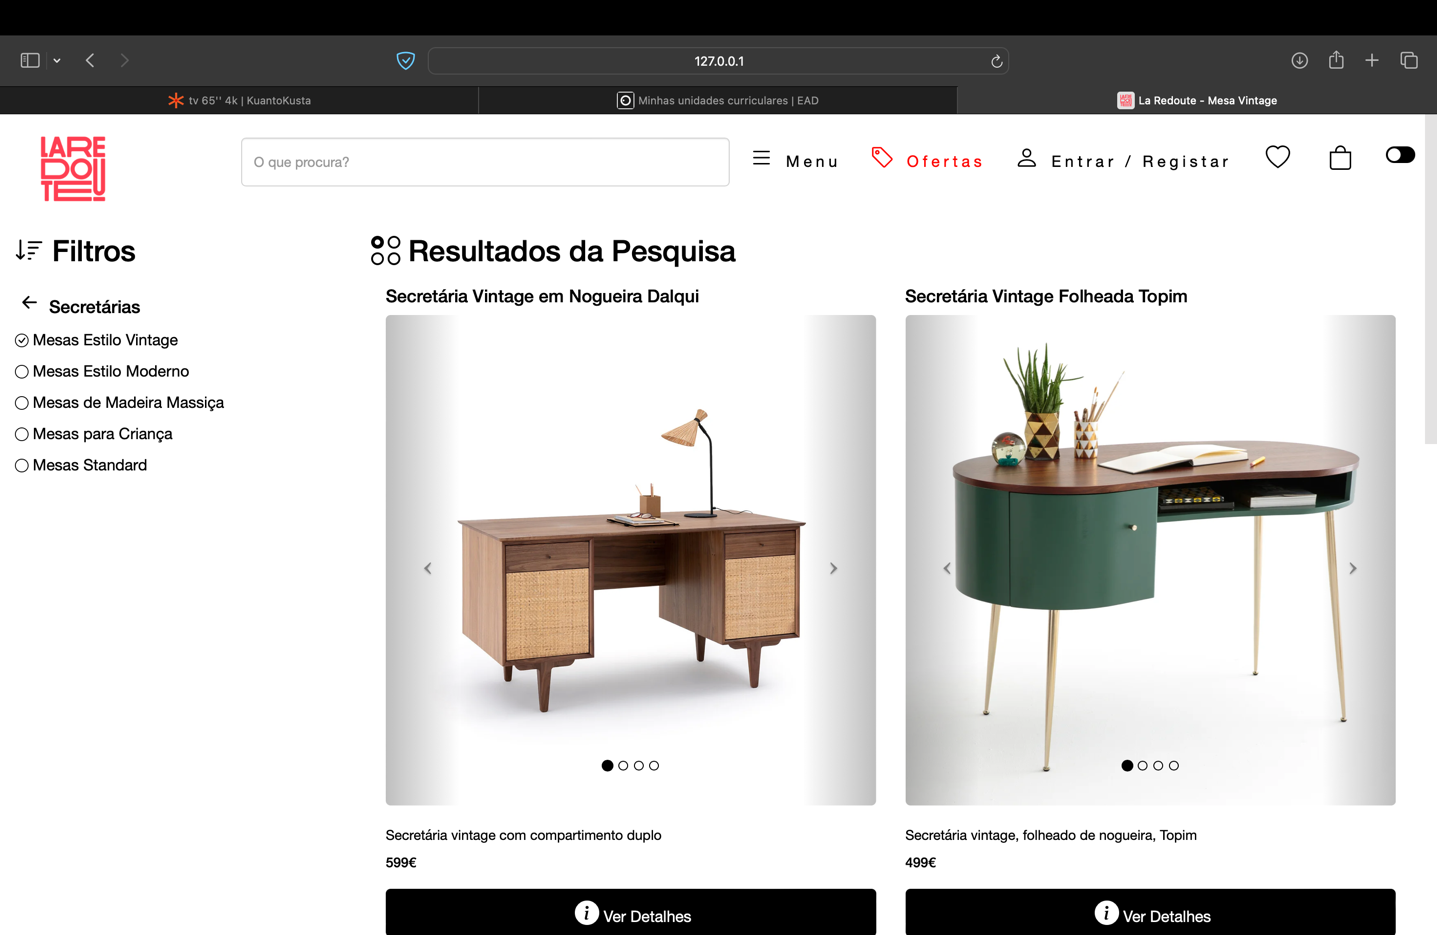 127.0.0.1
tv 65'' 4k | KuantoKusta
Minhas unidades curriculares | EAD
La Redoute - Mesa Vintage
LA REDOUTE
O que procura?
Menu
Ofertas
Entrar / Registar
Filtros
Resultados da Pesquisa
Secretárias
Mesas Estilo Vintage
Mesas Estilo Moderno
Mesas de Madeira Massiça
Mesas para Criança
Mesas Standard
Secretária Vintage em Nogueira Dalqui
Secretária vintage com compartimento duplo
599€
Ver Detalhes
Secretária Vintage Folheada Topim
Secretária vintage, folheado de nogueira, Topim
499€
Ver Detalhes